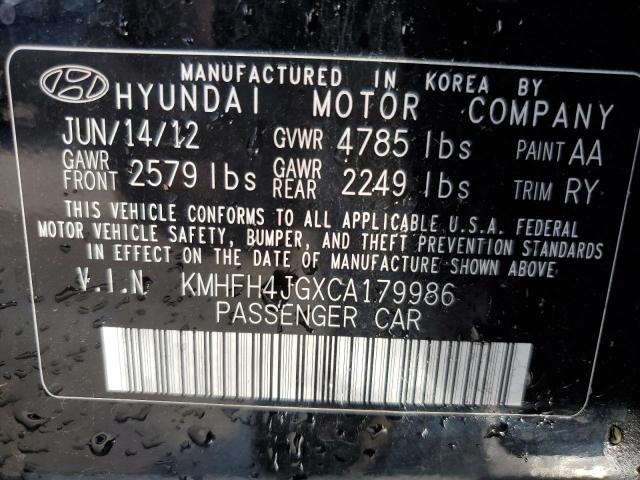 MANUFACTURED IN KOREA BY
HYUNDAI MOTOR COMPANY
JUN/14/12 GVWR 4785 lbs PAINT AA
GAWR FRONT 2579 lbs GAWR REAR 2249 lbs TRIM RY
THIS VEHICLE CONFORMS TO ALL APPLICABLE U.S.A. FEDERAL
MOTOR VEHICLE SAFETY, BUMPER, AND THEFT PREVENTION STANDARDS
IN EFFECT ON THE DATE OF MANUFACTURE SHOWN ABOVE.
V.I.N KMHFH4JGXCA179986
PASSENGER CAR